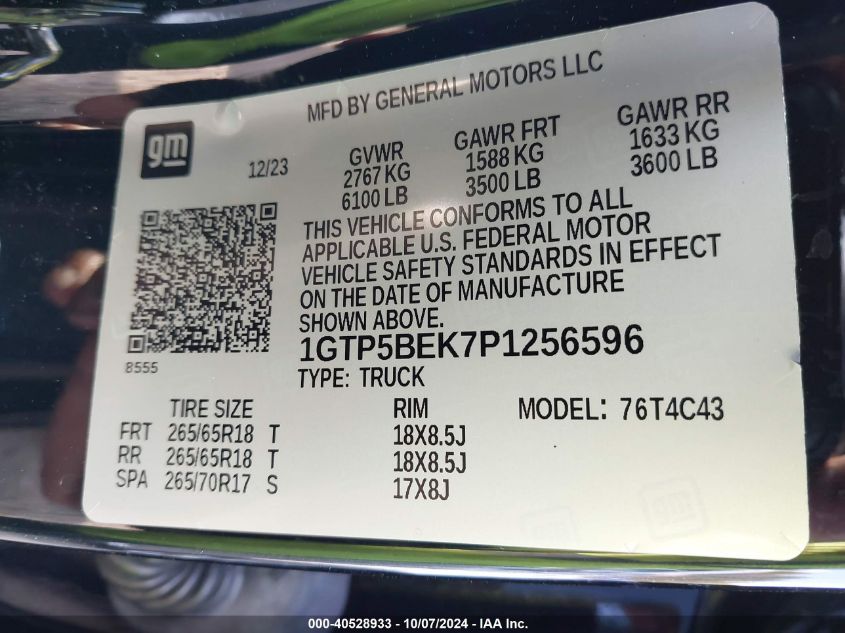 MFD BY GENERAL MOTORS LLC
gm
12/23
GVWR
2767 KG
6100 LB
GAWR FRT
1588 KG
3500 LB
GAWR RR
1633 KG
3600 LB
THIS VEHICLE CONFORMS TO ALL
APPLICABLE U.S. FEDERAL MOTOR
VEHICLE SAFETY STANDARDS IN EFFECT
ON THE DATE OF MANUFACTURE
SHOWN ABOVE.
8555
1GTP5BEK7P1256596
TYPE: TRUCK
TIRE SIZE RIM MODEL: 76T4C43
FRT 265/65R18 T 18X8.5J
RR 265/65R18 T 18X8.5J
SPA 265/70R17 S 17X8J
gm
000-40528933 - 10/07/2024 - IAA Inc.